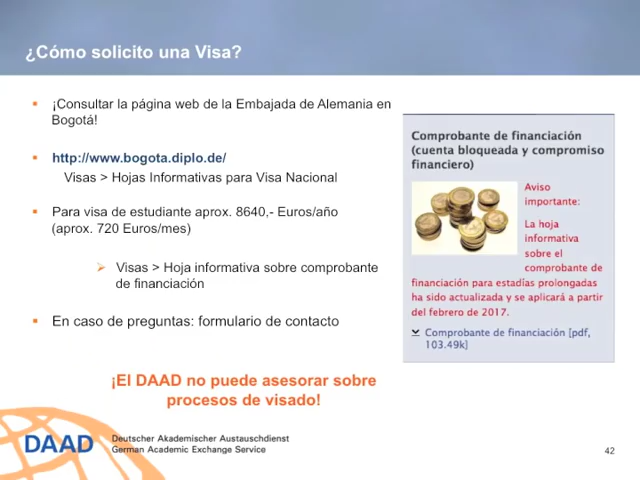 ¿Cómo solicito una Visa?
¡Consultar la página web de la Embajada de Alemania en
Bogotá!
http://www.bogota.diplo.de/
Visas > Hojas Informativas para Visa Nacional
Para visa de estudiante aprox. 8640,- Euros/año
(aprox. 720 Euros/mes)
Visas > Hoja informativa sobre comprobante
de financiación
En caso de preguntas: formulario de contacto
¡El DAAD no puede asesorar sobre
procesos de visado!
Comprobante de financiación
(cuenta bloqueada y compromiso
financiero)
Aviso
importante:
La hoja
informativa
sobre el
comprobante de
financiación para estadías prolongadas
ha sido actualizada y se aplicará a partir
del febrero de 2017.
Comprobante de financiación [pdf,
103.49k]
DAAD
Deutscher Akademischer Austauschdienst
German Academic Exchange Service
42